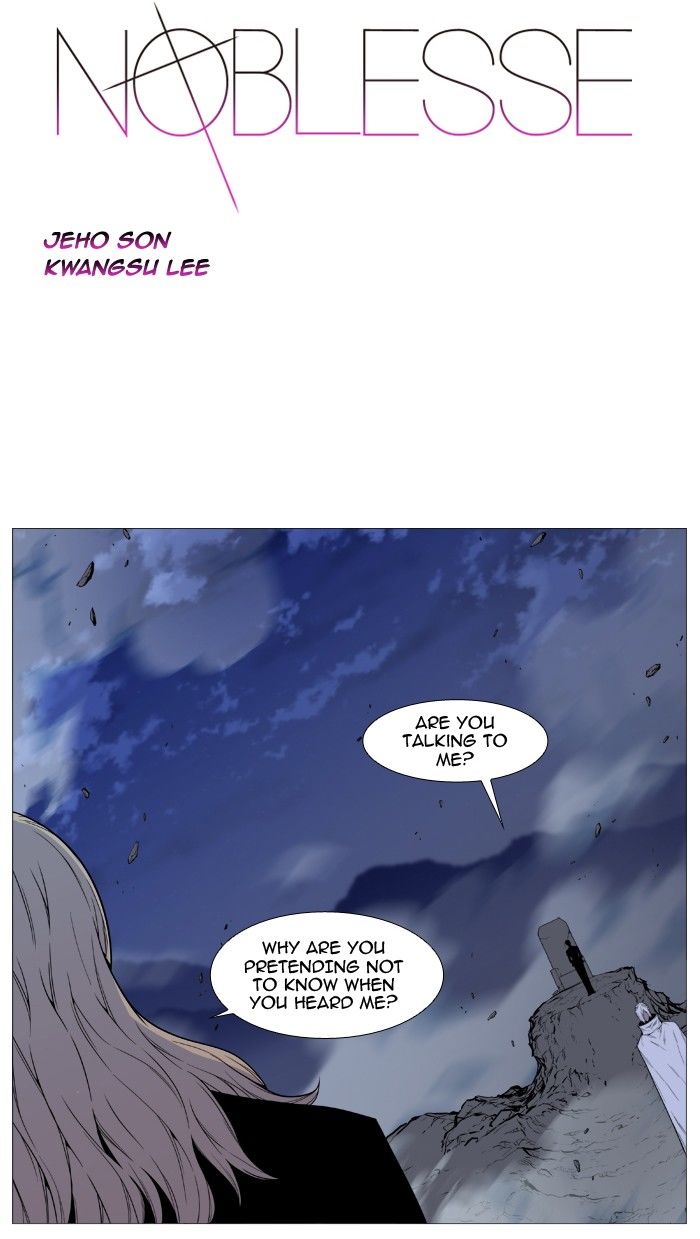 NOBLESSE
JEHO SON
KWANGSU LEE
ARE YOU
TALKING TO
ME?
WHY ARE YOU
PRETENDING NOT
TO KNOW WHEN
YOU HEARD ME?